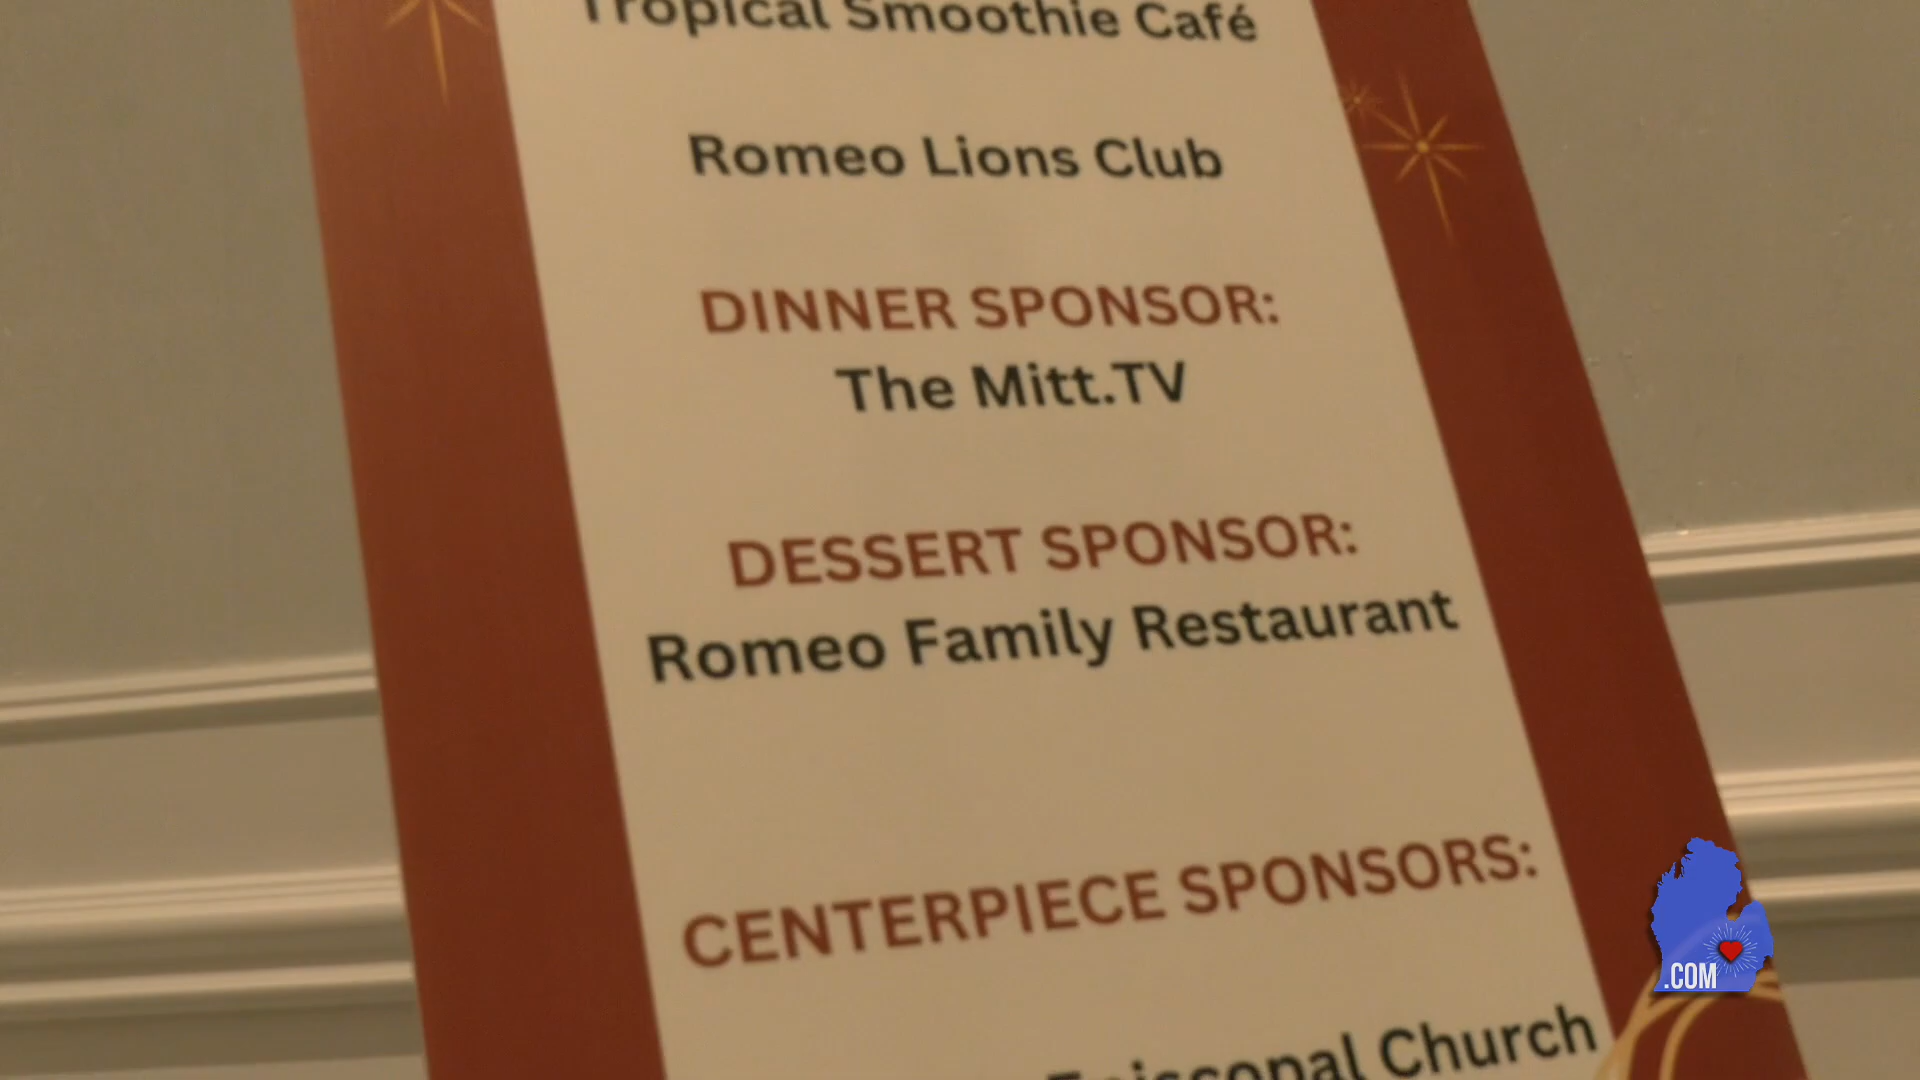 Tropical Smoothie Café
Romeo Lions Club
DINNER SPONSOR:
The Mitt.TV
DESSERT SPONSOR:
Romeo Family Restaurant
CENTERPIECE SPONSORS:
Episcopal Church
.COM